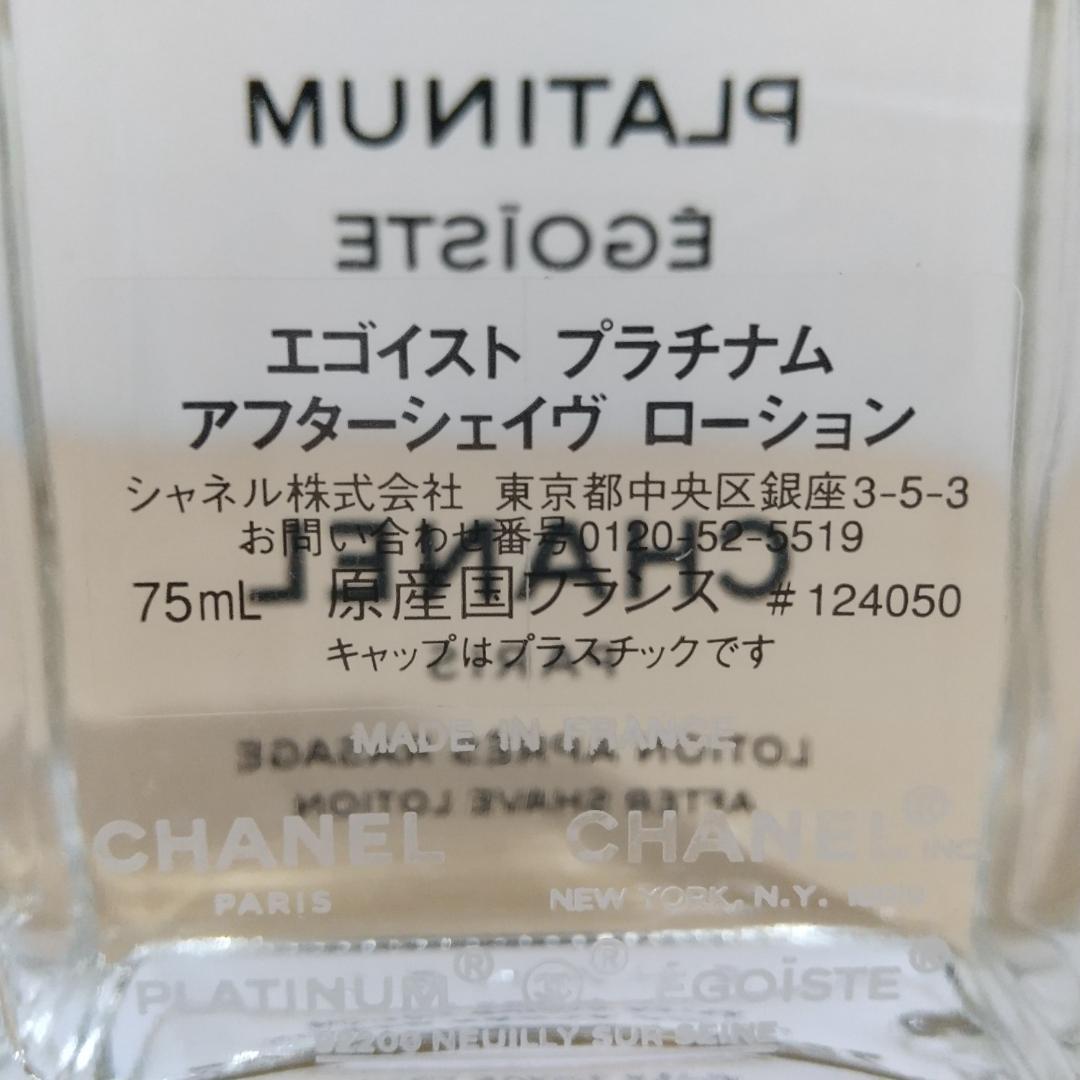 PLATINUM
ÉGOÏSTE
エゴイスト プラチナム
アフターシェイヴ ローション
シャネル株式会社 東京都中央区銀座3-5-3
お問い合わせ番号0120-52-5519
CHANEL
75mL 原産国フランス #124050
キャップはプラスチックです
PARIS
MADE IN FRANCE
LOTION APRÈS RASAGE
AFTER SHAVE LOTION
CHANEL CHANEL® INC.
PARIS NEW YORK, N.Y.
PLATINUM® ® ÉGOÏSTE®
92200 NEUILLY SUR SEINE